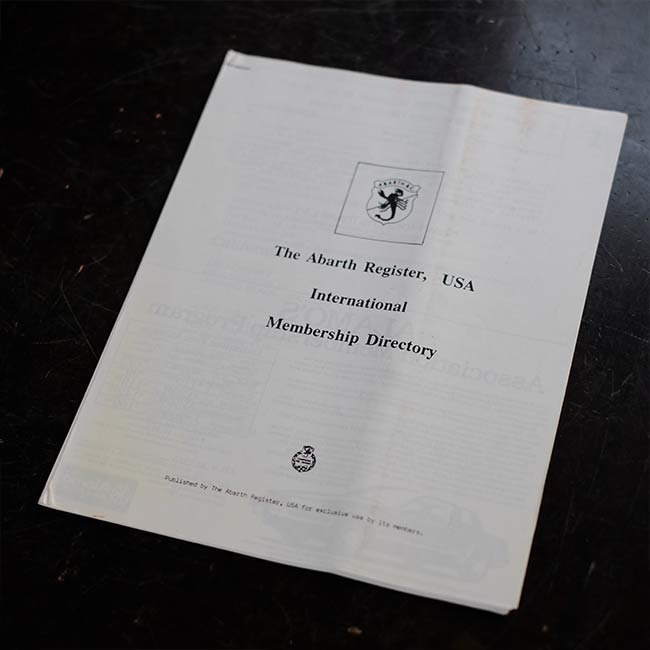 The Abarth Register, USA
International
Membership Directory
Published by The Abarth Register, USA for exclusive use by its members.